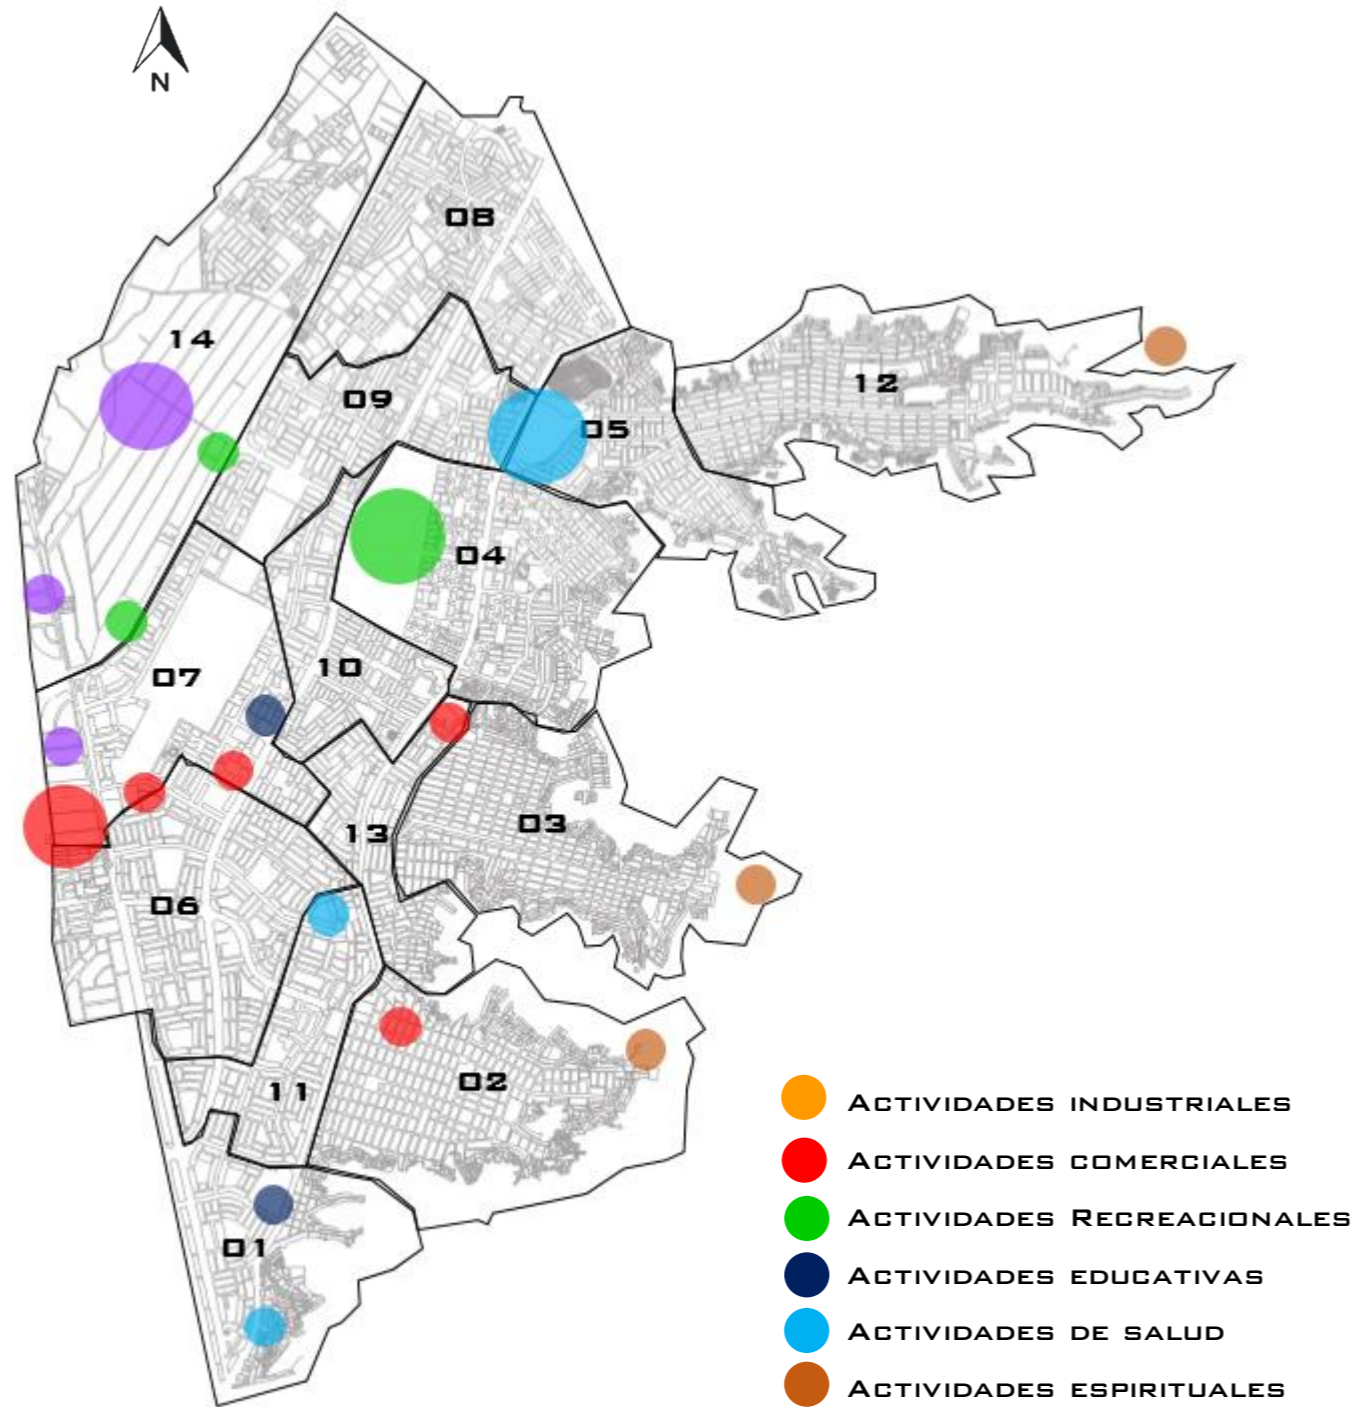 N
08
14
12
09
05
04
10
07
03
13
06
02
11
01
ACTIVIDADES INDUSTRIALES
ACTIVIDADES COMERCIALES
ACTIVIDADES RECREACIONALES
ACTIVIDADES EDUCATIVAS
ACTIVIDADES DE SALUD
ACTIVIDADES ESPIRITUALES